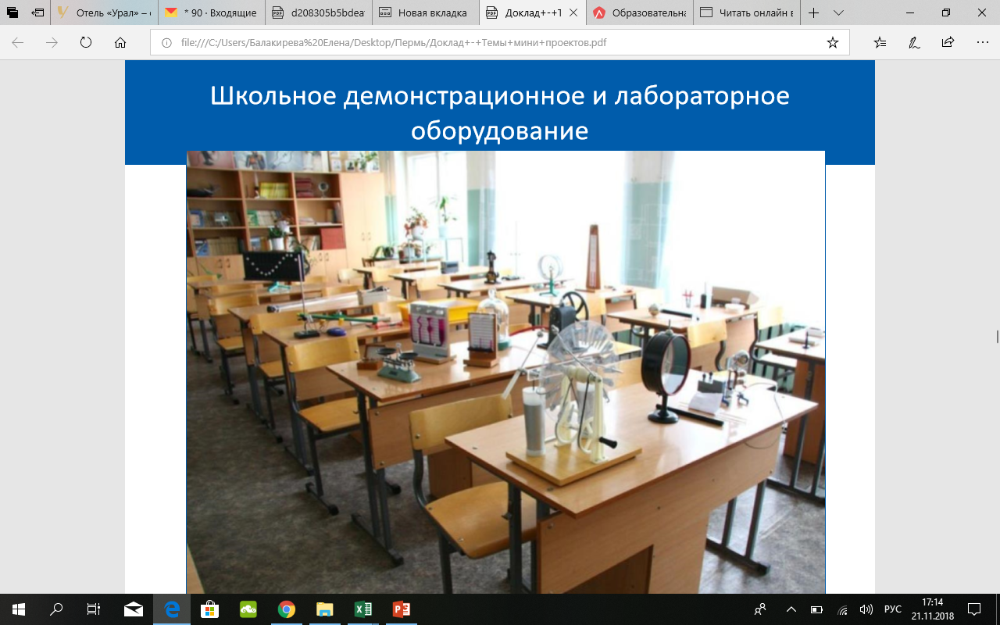 Отель «Урал» –
* 90 · Входящие
d208305b5bdea
Новая вкладка
Доклад+-+Т
Образовательна
Читать онлайн в
file:///C:/Users/Балакирева%20Елена/Desktop/Пермь/Доклад+-+Темы+мини+проектов.pdf
Школьное демонстрационное и лабораторное
оборудование
РУС
17:14
21.11.2018